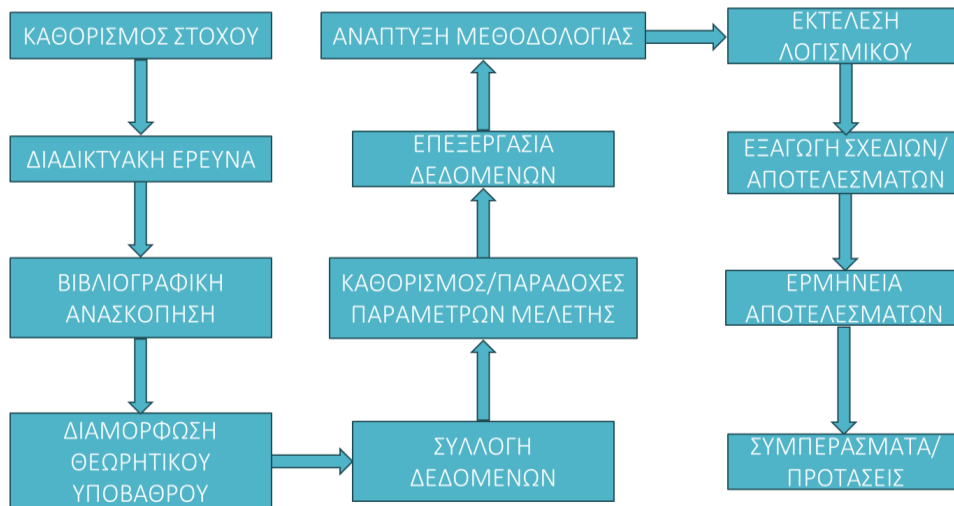 ΚΑΘΟΡΙΣΜΟΣ ΣΤΟΧΟΥ
ΔΙΑΔΙΚΤΥΑΚΗ ΕΡΕΥΝΑ
ΒΙΒΛΙΟΓΡΑΦΙΚΗ
ΑΝΑΣΚΟΠΗΣΗ
ΔΙΑΜΟΡΦΩΣΗ
ΘΕΩΡΗΤΙΚΟΥ
ΥΠΟΒΑΘΡΟΥ
ΣΥΛΛΟΓΗ
ΔΕΔΟΜΕΝΩΝ
ΚΑΘΟΡΙΣΜΟΣ/ΠΑΡΑΔΟΧΕΣ
ΠΑΡΑΜΕΤΡΩΝ ΜΕΛΕΤΗΣ
ΕΠΕΞΕΡΓΑΣΙΑ
ΔΕΔΟΜΕΝΩΝ
ΑΝΑΠΤΥΞΗ ΜΕΘΟΔΟΛΟΓΙΑΣ
ΕΚΤΕΛΕΣΗ
ΛΟΓΙΣΜΙΚΟΥ
ΕΞΑΓΩΓΗ ΣΧΕΔΙΩΝ/
ΑΠΟΤΕΛΕΣΜΑΤΩΝ
ΕΡΜΗΝΕΙΑ
ΑΠΟΤΕΛΕΣΜΑΤΩΝ
ΣΥΜΠΕΡΑΣΜΑΤΑ/
ΠΡΟΤΑΣΕΙΣ